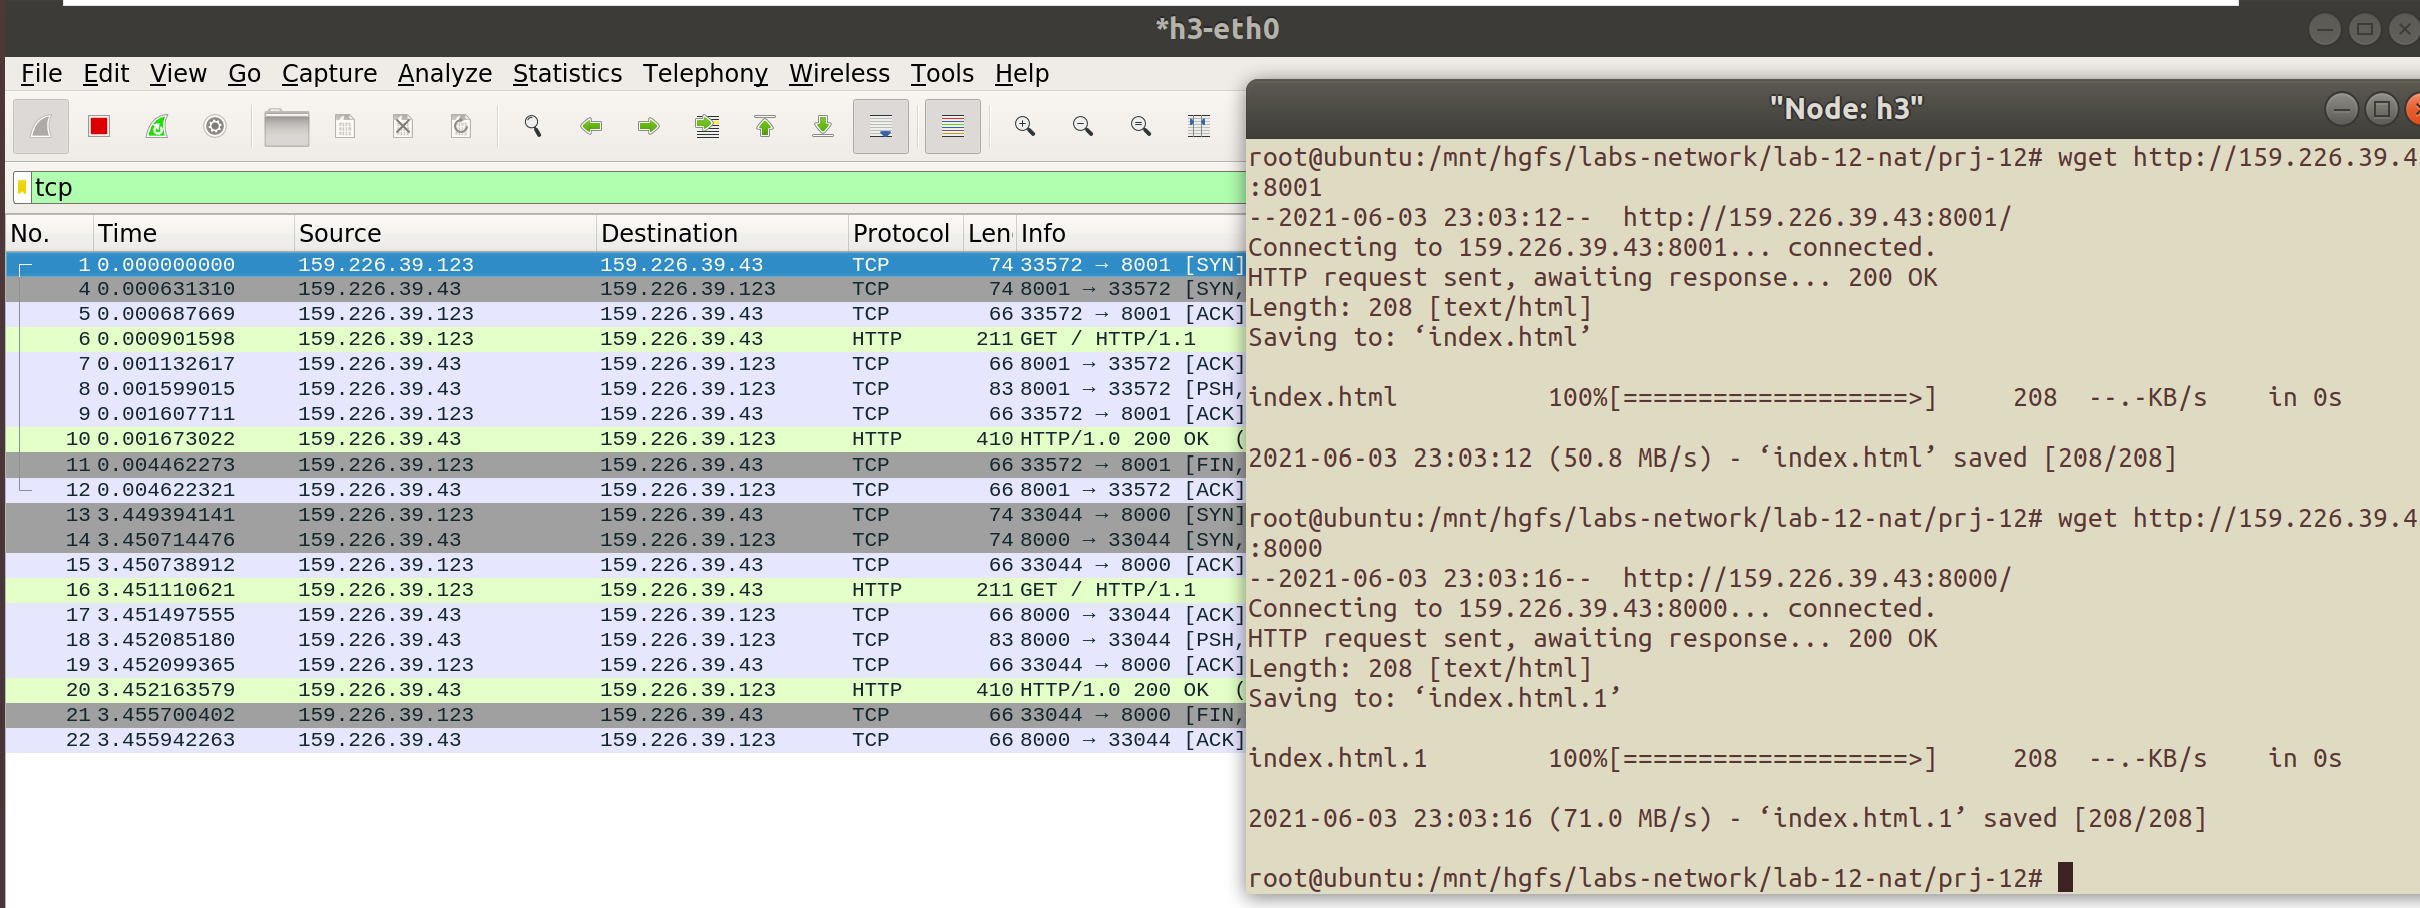 *h3-eth0
File Edit View Go Capture Analyze Statistics Telephony Wireless Tools Help
tcp
No. Time Source Destination Protocol Len Info
1 0.000000000 159.226.39.123 159.226.39.43 TCP 74 33572 → 8001 [SYN]
4 0.000631310 159.226.39.43 159.226.39.123 TCP 74 8001 → 33572 [SYN,
5 0.000687669 159.226.39.123 159.226.39.43 TCP 66 33572 → 8001 [ACK]
6 0.000901598 159.226.39.123 159.226.39.43 HTTP 211 GET / HTTP/1.1
7 0.001132617 159.226.39.43 159.226.39.123 TCP 66 8001 → 33572 [ACK]
8 0.001599015 159.226.39.43 159.226.39.123 TCP 83 8001 → 33572 [PSH,
9 0.001607711 159.226.39.123 159.226.39.43 TCP 66 33572 → 8001 [ACK]
10 0.001673022 159.226.39.43 159.226.39.123 HTTP 410 HTTP/1.0 200 OK (
11 0.004462273 159.226.39.123 159.226.39.43 TCP 66 33572 → 8001 [FIN,
12 0.004622321 159.226.39.43 159.226.39.123 TCP 66 8001 → 33572 [ACK]
13 3.449394141 159.226.39.123 159.226.39.43 TCP 74 33044 → 8000 [SYN]
14 3.450714476 159.226.39.43 159.226.39.123 TCP 74 8000 → 33044 [SYN,
15 3.450738912 159.226.39.123 159.226.39.43 TCP 66 33044 → 8000 [ACK]
16 3.451110621 159.226.39.123 159.226.39.43 HTTP 211 GET / HTTP/1.1
17 3.451497555 159.226.39.43 159.226.39.123 TCP 66 8000 → 33044 [ACK]
18 3.452085180 159.226.39.43 159.226.39.123 TCP 83 8000 → 33044 [PSH,
19 3.452099365 159.226.39.123 159.226.39.43 TCP 66 33044 → 8000 [ACK]
20 3.452163579 159.226.39.43 159.226.39.123 HTTP 410 HTTP/1.0 200 OK (
21 3.455700402 159.226.39.123 159.226.39.43 TCP 66 33044 → 8000 [FIN,
22 3.455942263 159.226.39.43 159.226.39.123 TCP 66 8000 → 33044 [ACK]
"Node: h3"
root@ubuntu:/mnt/hgfs/labs-network/lab-12-nat/prj-12# wget http://159.226.39.4
:8001
--2021-06-03 23:03:12--  http://159.226.39.43:8001/
Connecting to 159.226.39.43:8001... connected.
HTTP request sent, awaiting response... 200 OK
Length: 208 [text/html]
Saving to: ‘index.html’
index.html 100%[===================>] 208 --.-KB/s in 0s
2021-06-03 23:03:12 (50.8 MB/s) - ‘index.html’ saved [208/208]
root@ubuntu:/mnt/hgfs/labs-network/lab-12-nat/prj-12# wget http://159.226.39.4
:8000
--2021-06-03 23:03:16--  http://159.226.39.43:8000/
Connecting to 159.226.39.43:8000... connected.
HTTP request sent, awaiting response... 200 OK
Length: 208 [text/html]
Saving to: ‘index.html.1’
index.html.1 100%[===================>] 208 --.-KB/s in 0s
2021-06-03 23:03:16 (71.0 MB/s) - ‘index.html.1’ saved [208/208]
root@ubuntu:/mnt/hgfs/labs-network/lab-12-nat/prj-12#